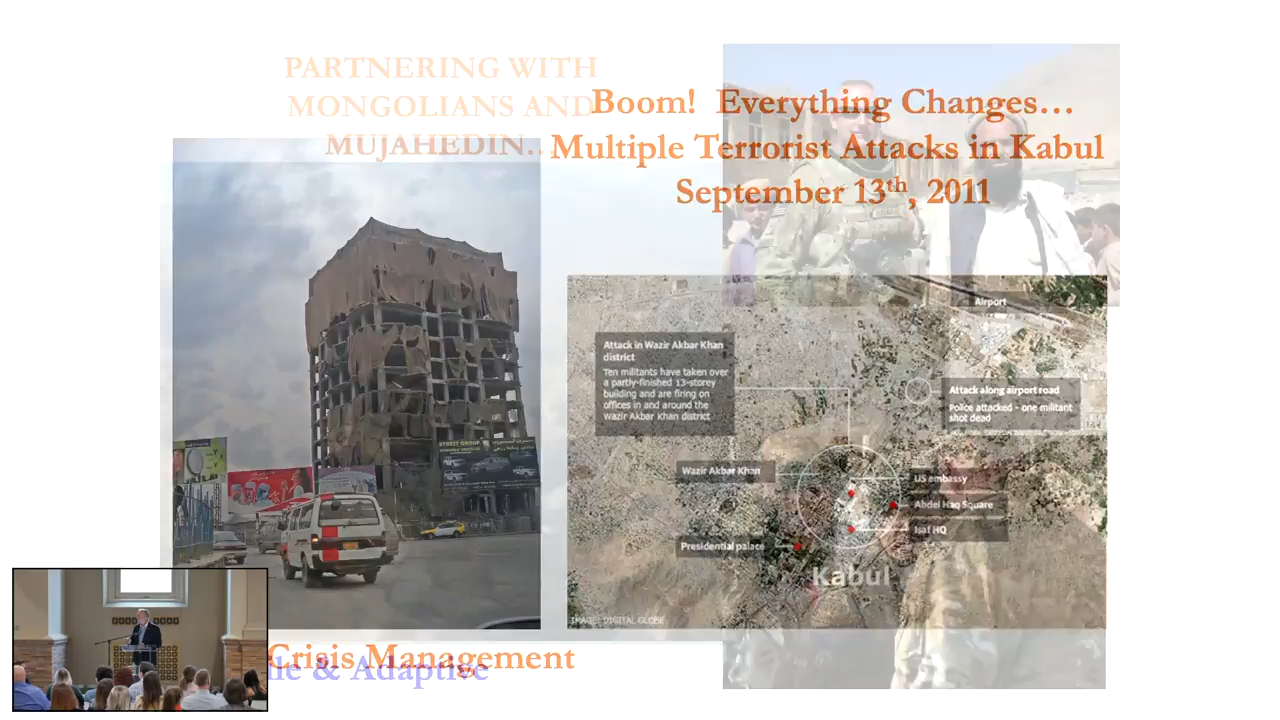 PARTNERING WITH
MONGOLIANS AND
MUJAHEDIN..
Boom! Everything Changes…
Multiple Terrorist Attacks in Kabul
September 13th, 2011
STREIT GROUP
Airport
Attack in Wazir Akbar Khan
district
Ten militants have taken over
a partly-finished 13-storey
building and are firing on
offices in and around the
Wazir Akbar Khan district
Attack along airport road
Police attacked - one militant
shot dead
Wazir Akbar Khan
US embassy
Abdel Haq Square
Isaf HQ
Presidential palace
Kabul
IMAGE: DIGITAL GLOBE
Crisis Management
& Adaptive